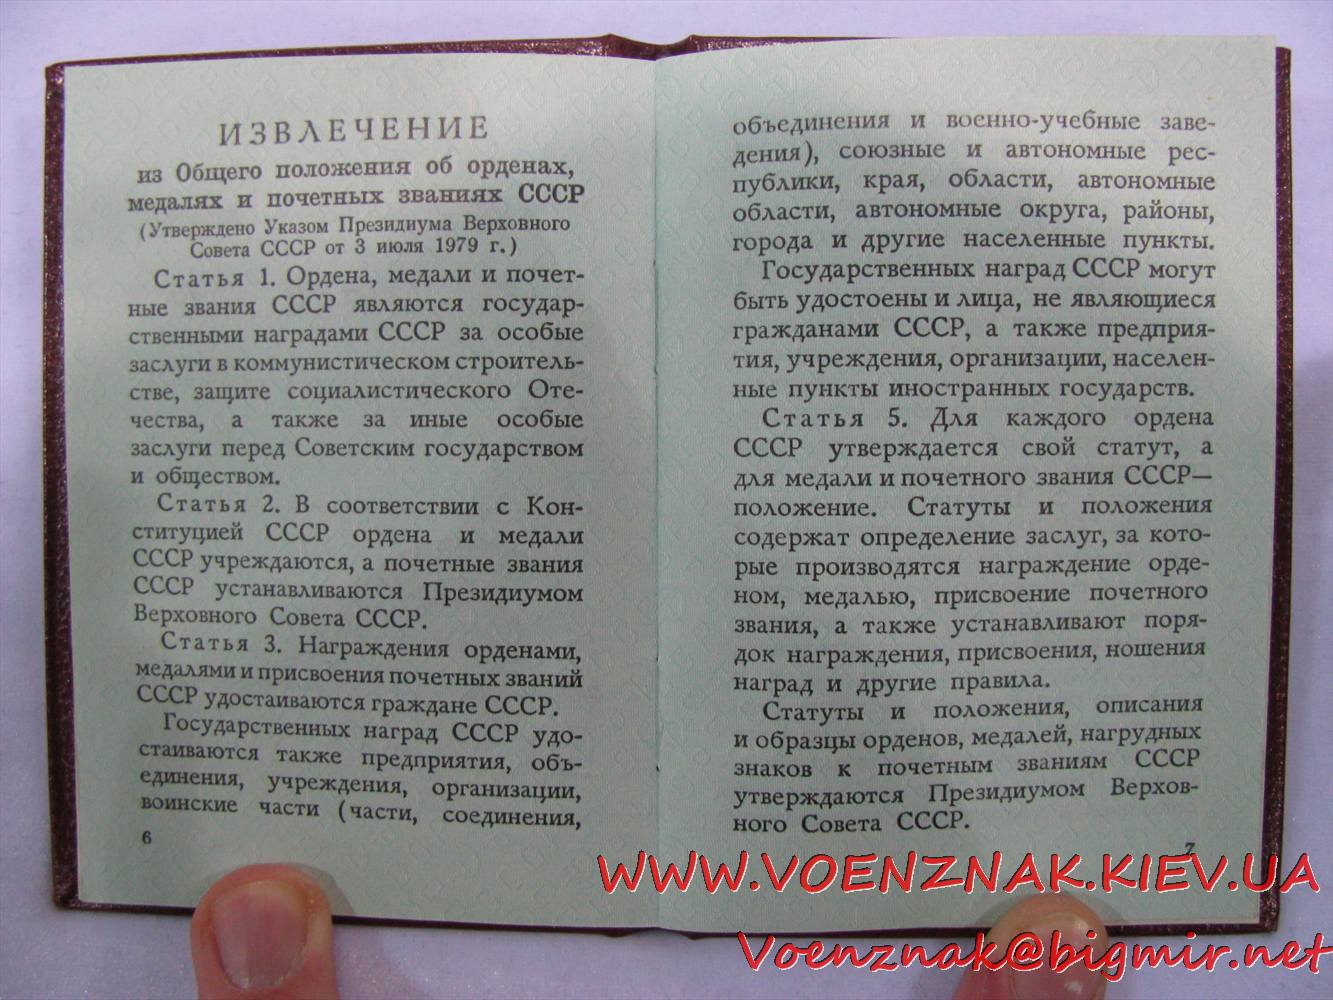 ИЗВЛЕЧЕНИЕ
из Общего положения об орденах,
медалях и почетных званиях СССР
(Утверждено Указом Президиума Верховного
Совета СССР от 3 июля 1979 г.)
Статья 1. Ордена, медали и почет-
ные звания СССР являются государ-
ственными наградами СССР за особые
заслуги в коммунистическом строитель-
стве, защите социалистического Оте-
чества, а также за иные особые
заслуги перед Советским государством
и обществом.
Статья 2. В соответствии с Кон-
ституцией СССР ордена и медали
СССР учреждаются, а почетные звания
СССР устанавливаются Президиумом
Верховного Совета СССР.
Статья 3. Награждения орденами,
медалями и присвоения почетных званий
СССР удостаиваются граждане СССР.
Государственных наград СССР удо-
стаиваются также предприятия, объ-
единения, учреждения, организации,
воинские части (части, соединения,
6
объединения и военно-учебные заве-
дения), союзные и автономные рес-
публики, края, области, автономные
области, автономные округа, районы,
города и другие населенные пункты.
Государственных наград СССР могут
быть удостоены и лица, не являющиеся
гражданами СССР, а также предприя-
тия, учреждения, организации, населен-
ные пункты иностранных государств.
Статья 5. Для каждого ордена
СССР утверждается свой статут, а
для медали и почетного звания СССР—
положение. Статуты и положения
содержат определение заслуг, за кото-
рые производятся награждение орде-
ном, медалью, присвоение почетного
звания, а также устанавливают поря-
док награждения, присвоения, ношения
наград и другие правила.
Статуты и положения, описания
и образцы орденов, медалей, нагрудных
знаков к почетным званиям СССР
утверждаются Президиумом Верхов-
ного Совета СССР.
7
WWW.VOENZNAK.KIEV.UA
Voenznak@bigmir.net